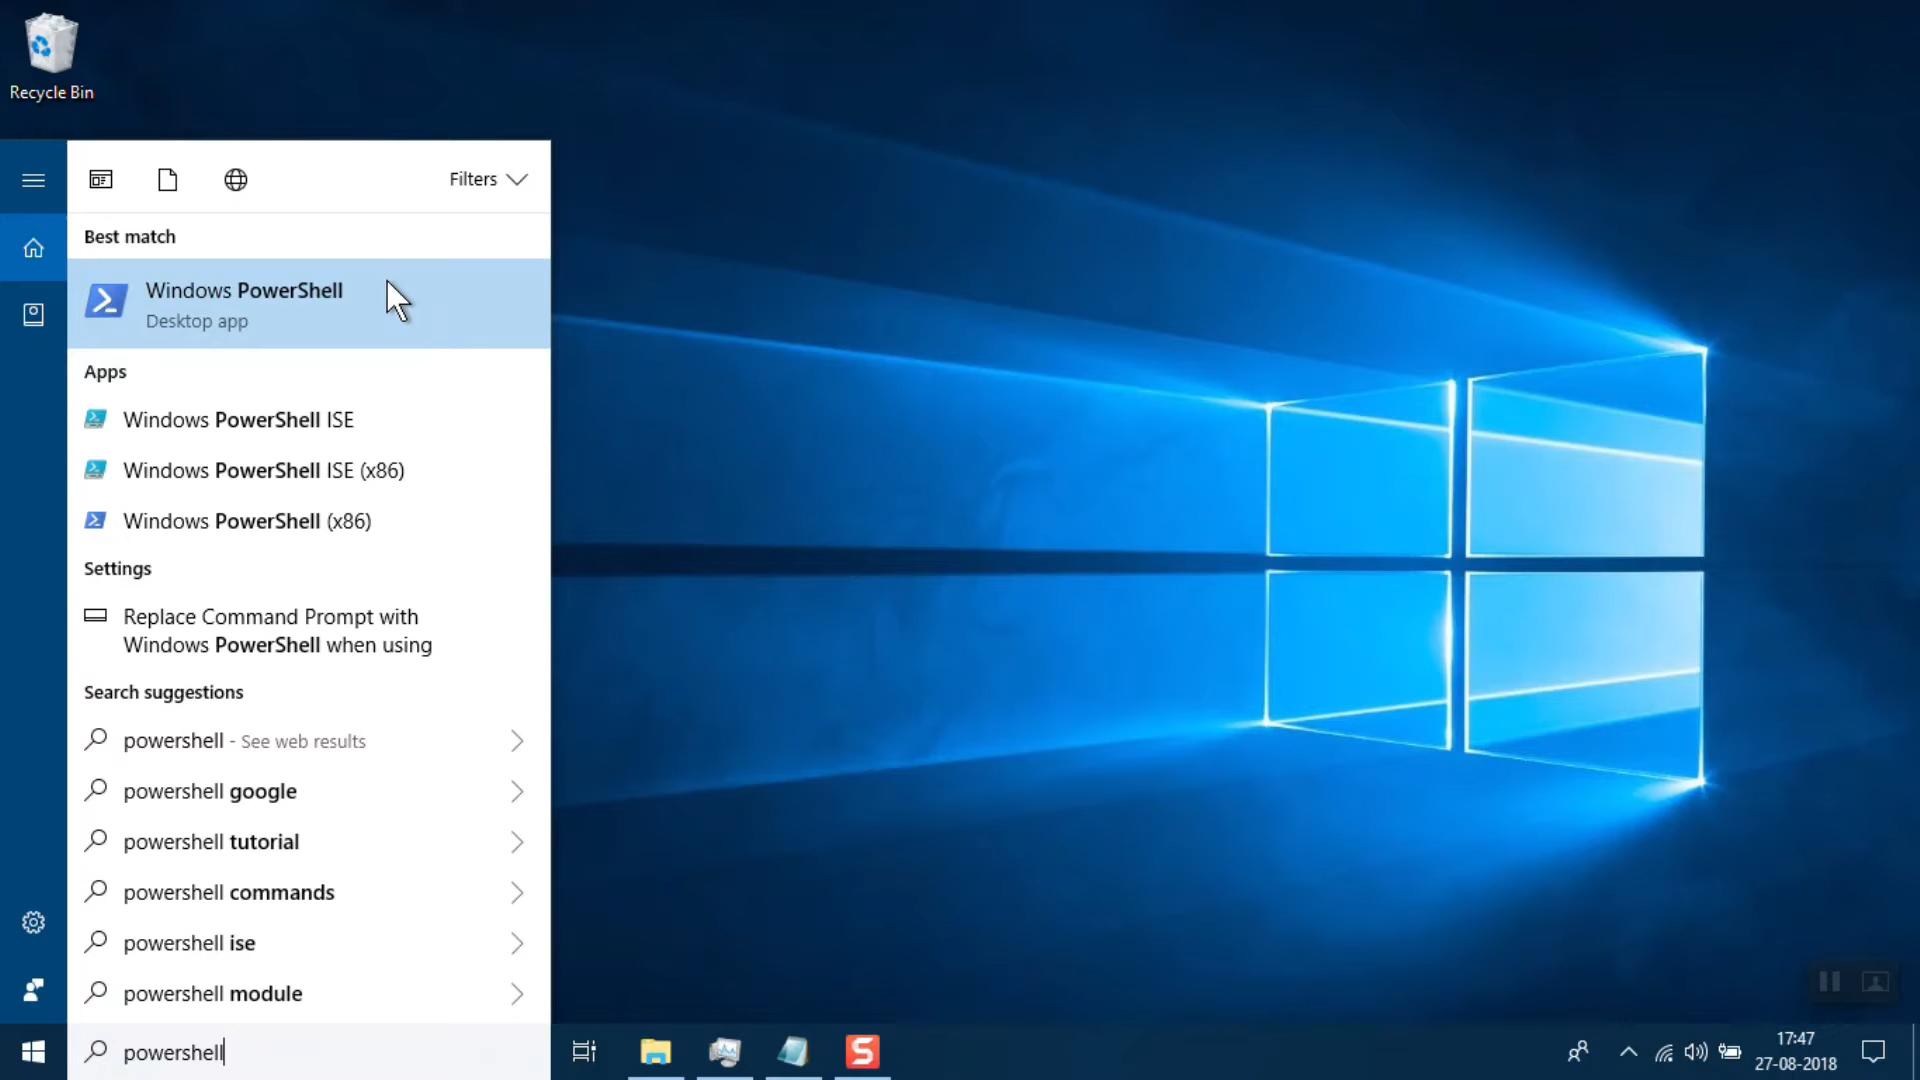 Recycle Bin
Filters
Best match
Windows PowerShell
Desktop app
Apps
Windows PowerShell ISE
Windows PowerShell ISE (x86)
Windows PowerShell (x86)
Settings
Replace Command Prompt with
Windows PowerShell when using
Search suggestions
powershell - See web results
powershell google
powershell tutorial
powershell commands
powershell ise
powershell module
powershell
S
17:47
27-08-2018